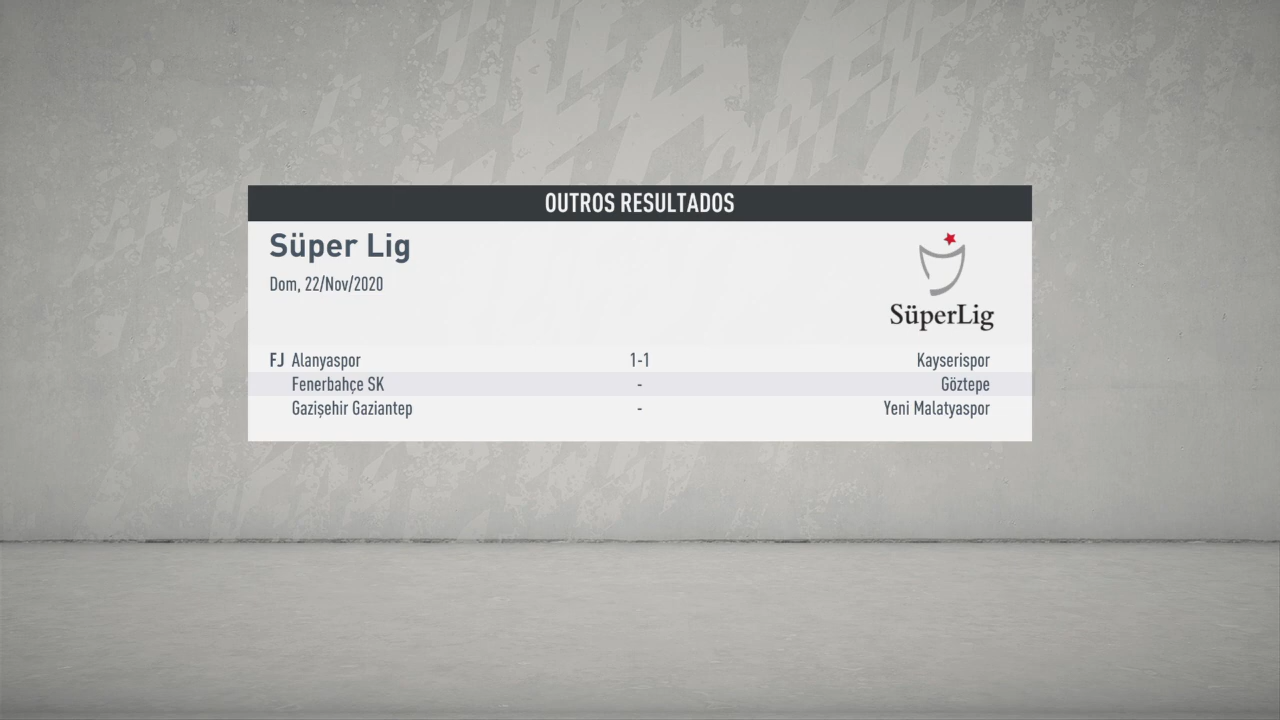 OUTROS RESULTADOS
Süper Lig
Dom, 22/Nov/2020
SüperLig
FJ Alanyaspor 1-1 Kayserispor
Fenerbahçe SK - Göztepe
Gazişehir Gaziantep - Yeni Malatyaspor